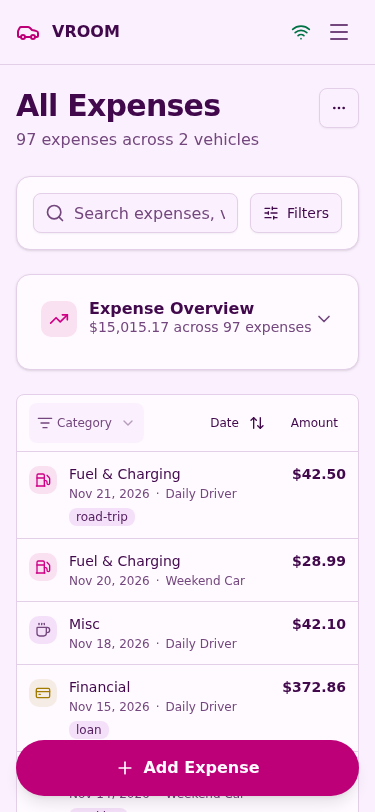 VROOM
All Expenses
97 expenses across 2 vehicles
Search expenses, v
Filters
Expense Overview
$15,015.17 across 97 expenses
Category Date Amount
Fuel & Charging $42.50
Nov 21, 2026 · Daily Driver
road-trip
Fuel & Charging $28.99
Nov 20, 2026 · Weekend Car
Misc $42.10
Nov 18, 2026 · Daily Driver
Financial $372.86
Nov 15, 2026 · Daily Driver
loan
Add Expense